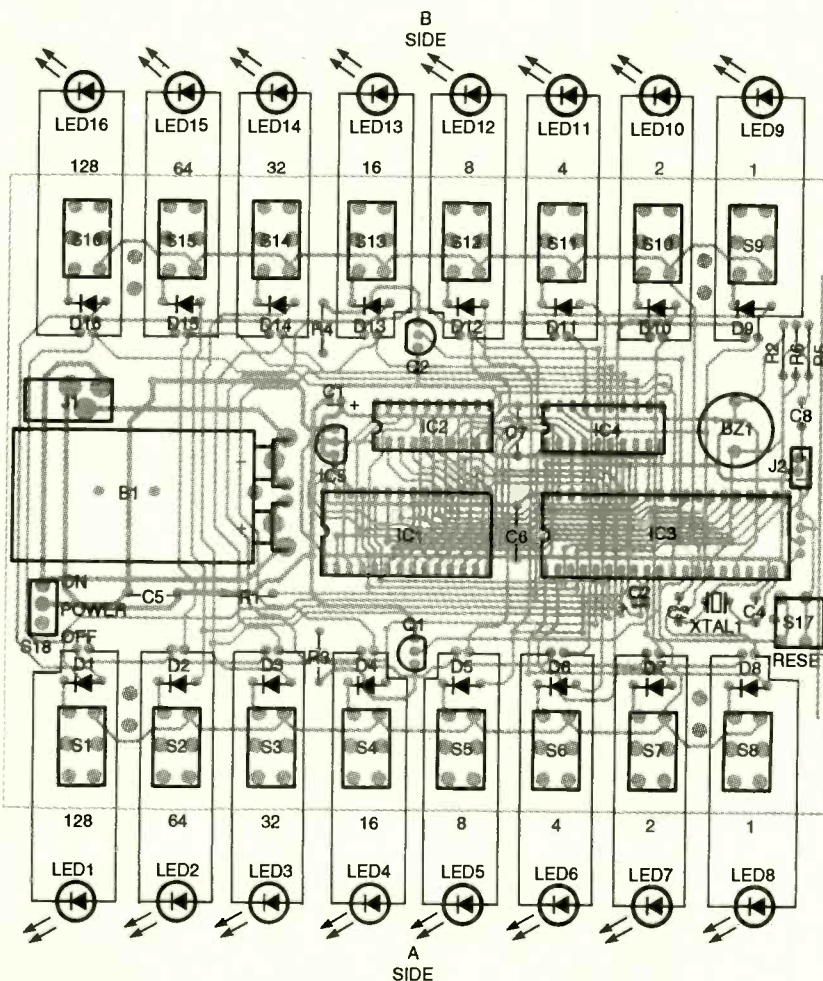 B
SIDE
LED16 LED15 LED14 LED13 LED12 LED11 LED10 LED9
128 64 32 16 8 4 2 1
S16 S15 S14 S13 S12 S11 S10 S9
D16 D15 D14 R4 D13 D12 D11 D10 D9
Q2 R2 R6 R5
J1 C1 + IC2 C7 IC4 BZ1 C8
IC5 J2
B1 − +
IC1 C6 IC3
ON C5 R1 C2 C3 C4
POWER XTAL1 S17
OFF Q1
S18 RESET
D1 D2 D3 R3 D4 D5 D6 D7 D8
S1 S2 S3 S4 S5 S6 S7 S8
128 64 32 16 8 4 2 1
LED1 LED2 LED3 LED4 LED5 LED6 LED7 LED8
A
SIDE